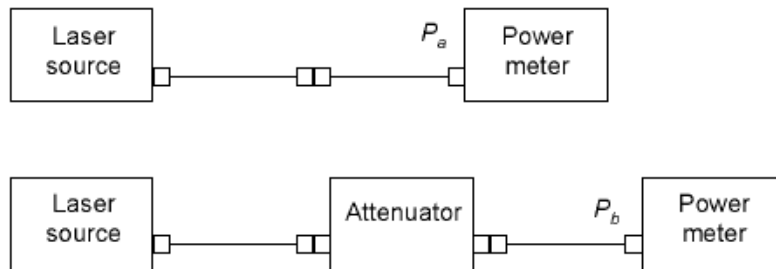 Laser
source
P_a
Power
meter
Laser
source
Attenuator
P_b
Power
meter